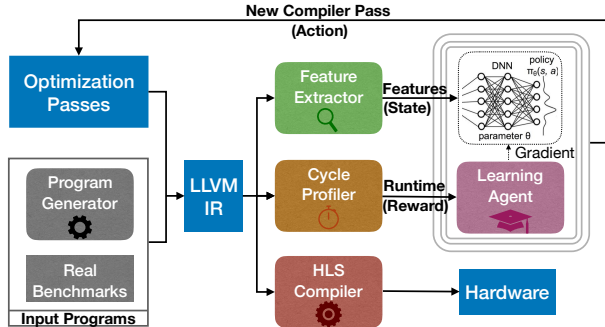 New Compiler Pass
(Action)
Optimization
Passes
Feature
Extractor
Features
(State)
DNN
policy
πθ(s, a)
parameter θ
Gradient
Program
Generator
LLVM
IR
Cycle
Profiler
Runtime
(Reward)
Learning
Agent
Real
Benchmarks
HLS
Compiler
Hardware
Input Programs